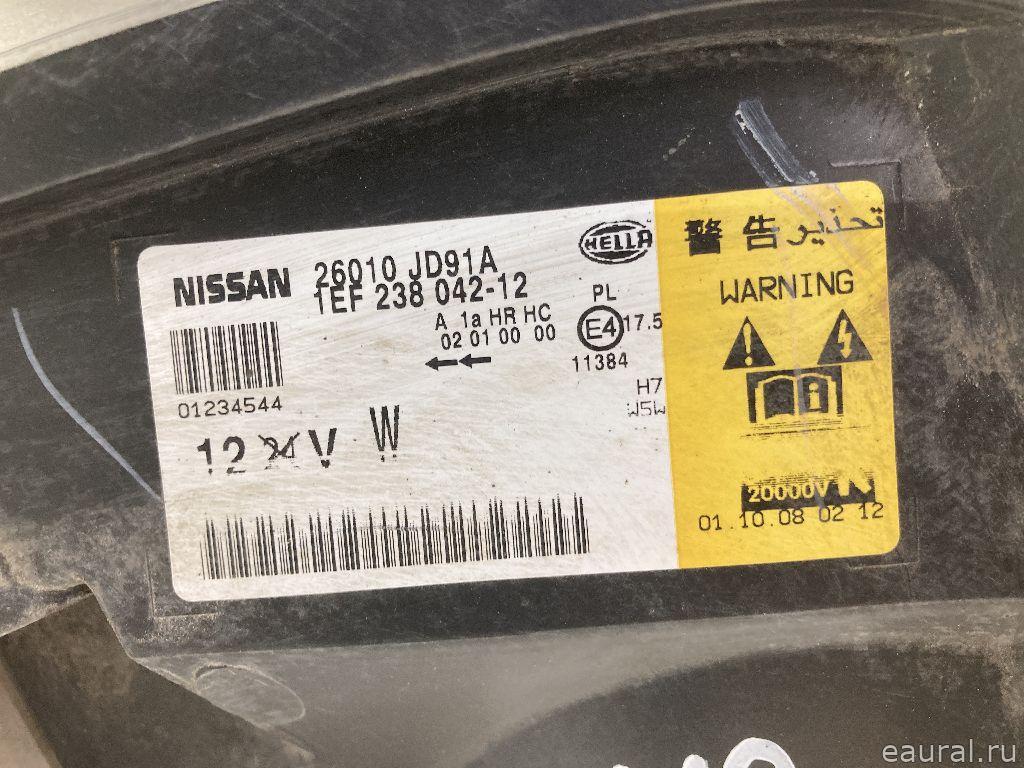 NISSAN 26010 JD91A
1EF 238 042-12
HELLA
A 1a HR HC
02 01 00 00
PL
E4 17.5
11384
H7
W5W
01234544
12 24 V W
警告 تحذير
WARNING
20000V
01.10.08 02 12
eaural.ru